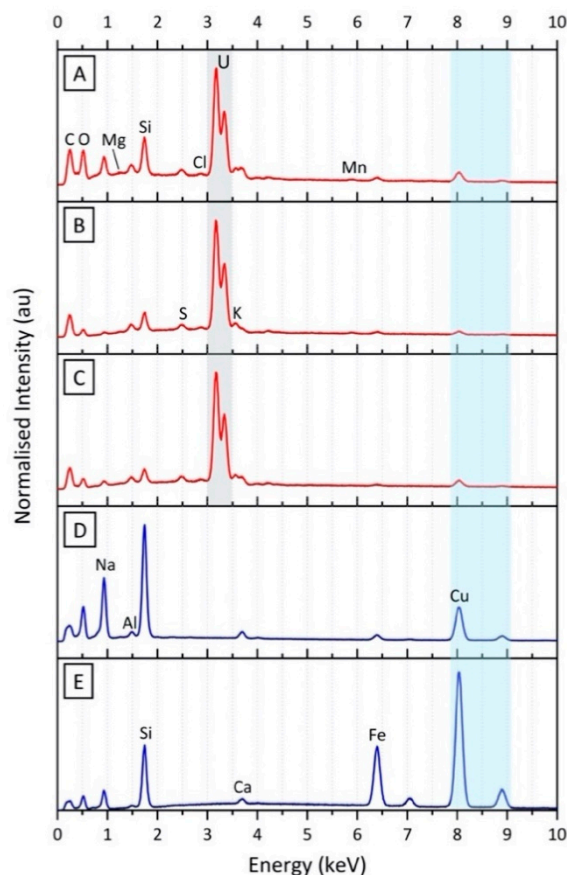 0 1 2 3 4 5 6 7 8 9 10
A
U
Si
C O Mg
Cl
Mn
B
S
K
C
D
Na
Al
Cu
E
Si
Fe
Ca
0 1 2 3 4 5 6 7 8 9 10
Normalised Intensity (au)
Energy (keV)